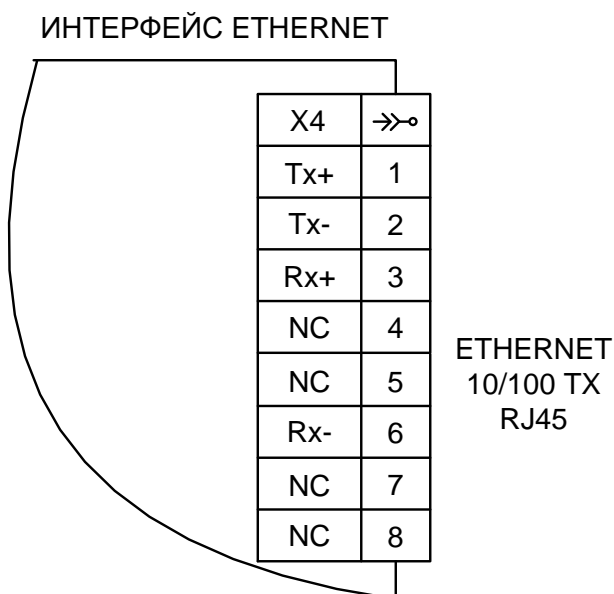 ИНТЕРФЕЙС ETHERNET
X4
Tx+ 1
Tx- 2
Rx+ 3
NC 4
NC 5
Rx- 6
NC 7
NC 8
ETHERNET
10/100 TX
RJ45